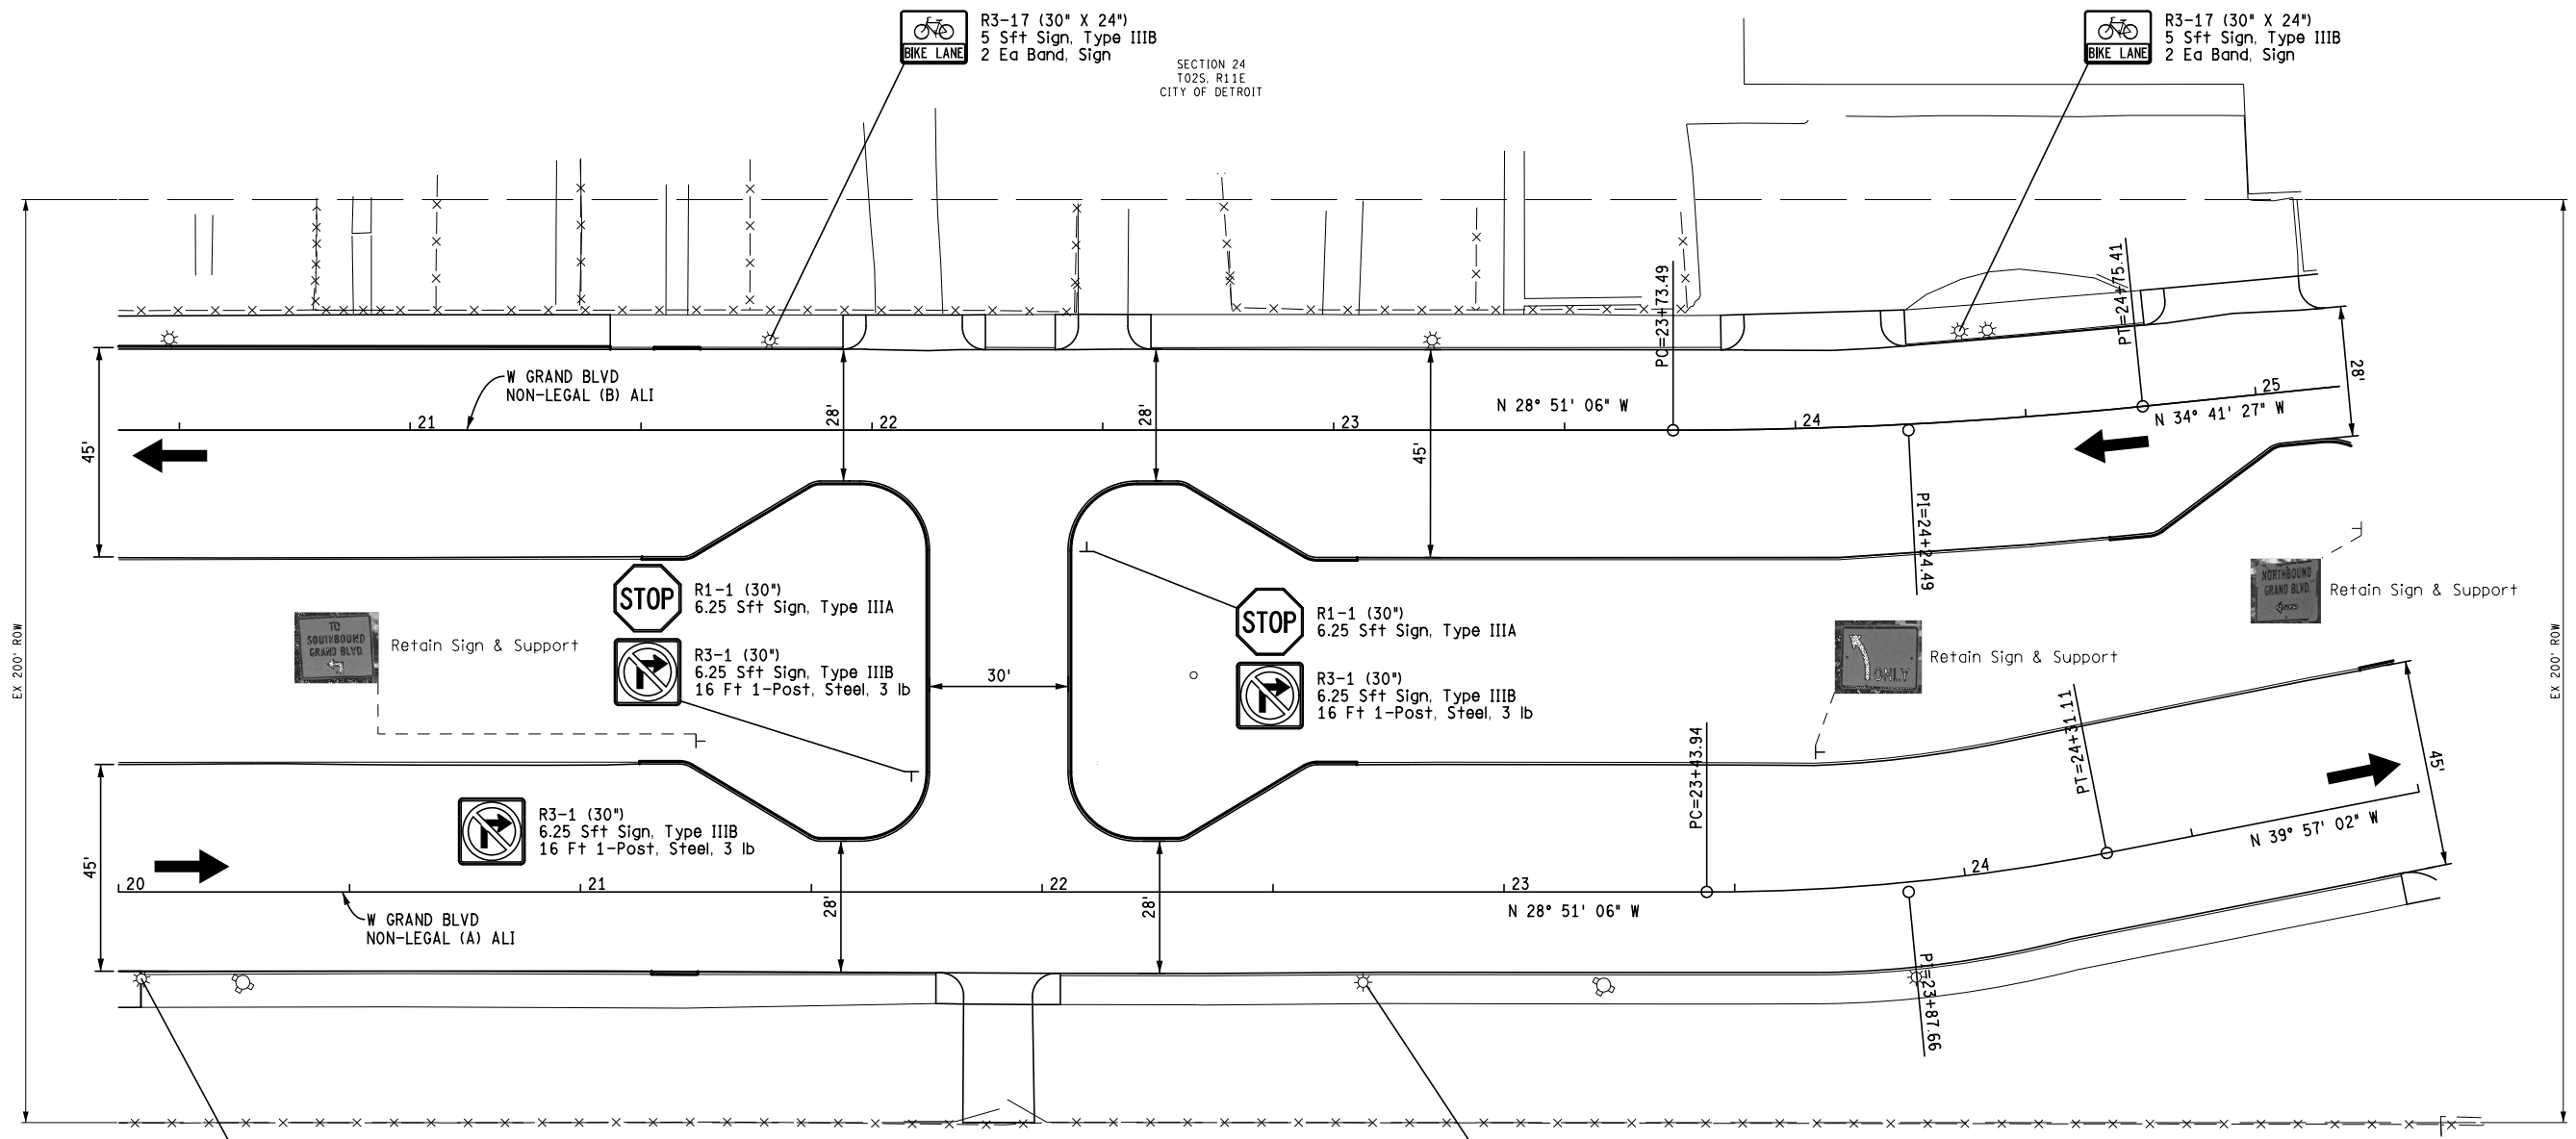 BIKE LANE
R3-17 (30" X 24")
5 Sft Sign, Type IIIB
2 Ea Band, Sign
SECTION 24
T02S, R11E
CITY OF DETROIT
BIKE LANE
R3-17 (30" X 24")
5 Sft Sign, Type IIIB
2 Ea Band, Sign
PC=23+73.49
PT=24+75.41
W GRAND BLVD
NON-LEGAL (B) ALI
N 28° 51' 06" W
28'
21
28'
22
28'
23
24
25
N 34° 41' 27" W
45'
45'
PI=24+24.49
EX 200' ROW
TO
SOUTHBOUND
GRAND BLVD.
Retain Sign & Support
STOP
R1-1 (30")
6.25 Sft Sign, Type IIIA
R3-1 (30")
6.25 Sft Sign, Type IIIB
16 Ft 1-Post, Steel, 3 lb
30'
STOP
R1-1 (30")
6.25 Sft Sign, Type IIIA
R3-1 (30")
6.25 Sft Sign, Type IIIB
16 Ft 1-Post, Steel, 3 lb
ONLY
Retain Sign & Support
NORTHBOUND
GRAND BLVD.
Retain Sign & Support
EX 200' ROW
R3-1 (30")
6.25 Sft Sign, Type IIIB
16 Ft 1-Post, Steel, 3 lb
PC=23+43.94
PT=24+31.11
45'
45'
N 39° 57' 02" W
20
21
22
23
24
W GRAND BLVD
NON-LEGAL (A) ALI
28'
28'
N 28° 51' 06" W
PI=23+87.66